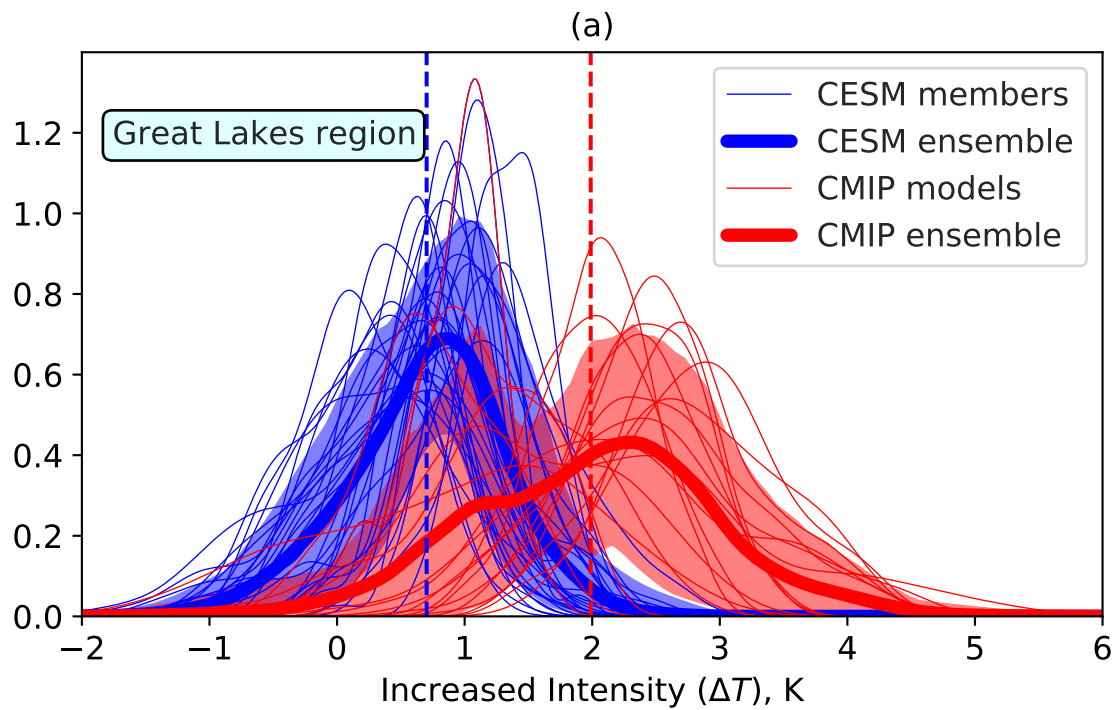 (a)
Great Lakes region
CESM members
CESM ensemble
CMIP models
CMIP ensemble
1.2
1.0
0.8
0.6
0.4
0.2
0.0
−2 −1 0 1 2 3 4 5 6
Increased Intensity (ΔT), K